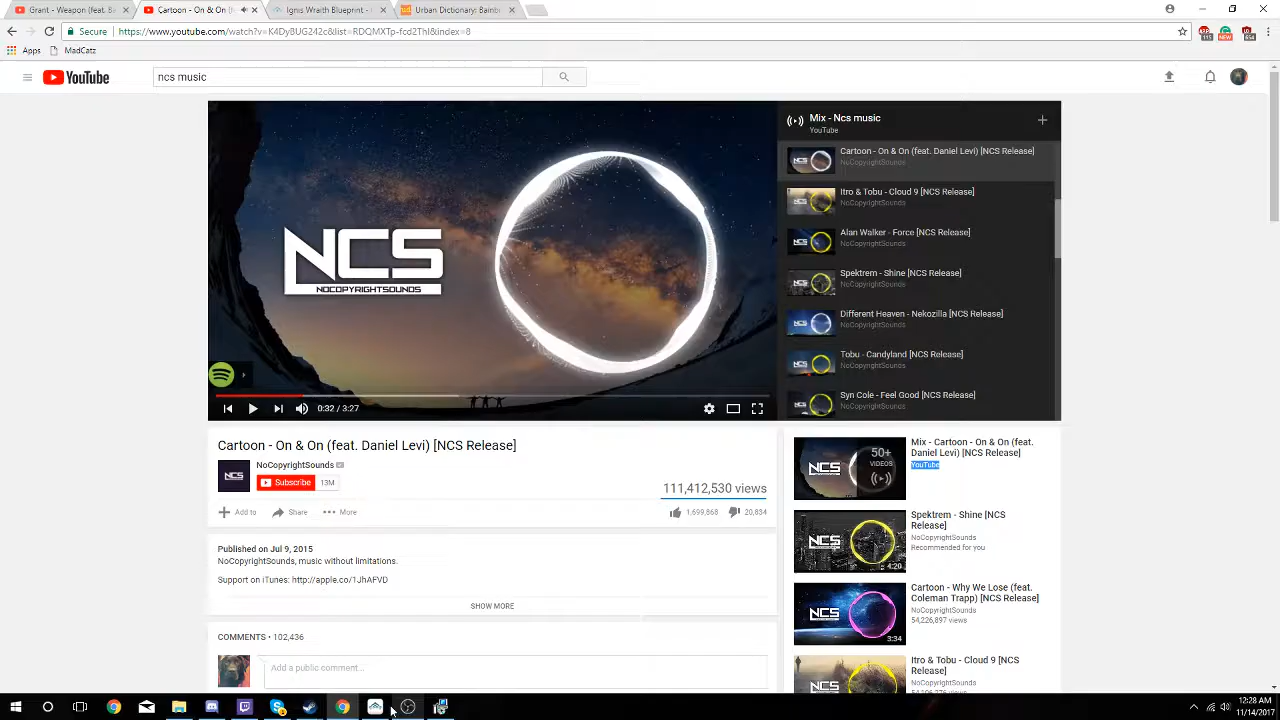 Grant - Weapon (feat. B
Cartoon - On & On (f
Ignis Wraith Blueprint -
Urban Dictionary: Bamb
Secure
https://www.youtube.com/watch?v=K4DyBUG242c&list=RDQMXTp-fcd2ThI&index=8
115
NEW
654
Apps
MadCatz
YouTube
ncs music
NCS
NOCOPYRIGHTSOUNDS
0:32 / 3:27
Mix - Ncs music
YouTube
Cartoon - On & On (feat. Daniel Levi) [NCS Release]
NoCopyrightSounds
Itro & Tobu - Cloud 9 [NCS Release]
NoCopyrightSounds
Alan Walker - Force [NCS Release]
NoCopyrightSounds
Spektrem - Shine [NCS Release]
NoCopyrightSounds
Different Heaven - Nekozilla [NCS Release]
NoCopyrightSounds
Tobu - Candyland [NCS Release]
NoCopyrightSounds
Syn Cole - Feel Good [NCS Release]
NoCopyrightSounds
Cartoon - On & On (feat. Daniel Levi) [NCS Release]
NCS
NoCopyrightSounds
Subscribe 13M
111,412,530 views
Add to
Share
More
1,699,868
20,834
Published on Jul 9, 2015
NoCopyrightSounds, music without limitations.
Support on iTunes: http://apple.co/1JhAFVD
SHOW MORE
COMMENTS • 102,436
Add a public comment...
NCS
50+
VIDEOS
Mix - Cartoon - On & On (feat.
Daniel Levi) [NCS Release]
YouTube
NCS
4:20
Spektrem - Shine [NCS
Release]
NoCopyrightSounds
Recommended for you
NCS
3:34
Cartoon - Why We Lose (feat.
Coleman Trapp) [NCS Release]
NoCopyrightSounds
54,226,897 views
NCS
Itro & Tobu - Cloud 9 [NCS
Release]
NoCopyrightSounds
12:28 AM
11/14/2017